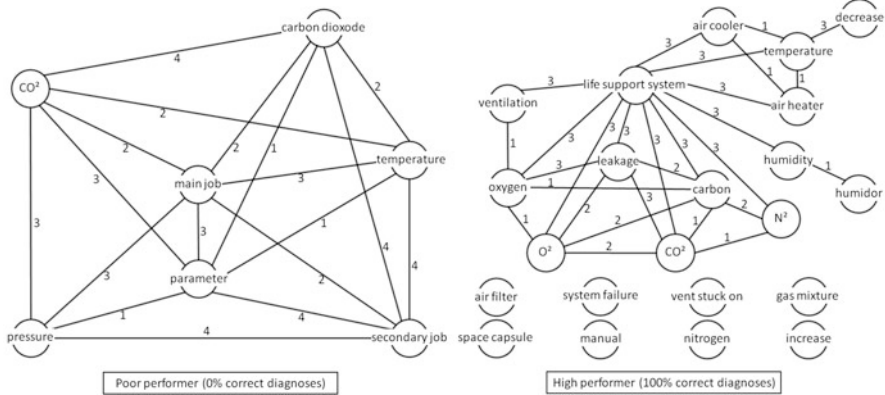 carbon dioxode
4
CO²
2
2
2
1
temperature
2
main job
3
3
3
3
1
4
3
2
4
parameter
1
4
pressure
4
secondary job
Poor performer (0% correct diagnoses)
decrease
air cooler
1
3
3
temperature
3
1
1
life support system
3
3
ventilation
air heater
3
3
3
3
3
3
1
leakage
humidity
3
2
1
oxygen
1
carbon
humidor
3
2
2
2
N²
1
1
1
O²
2
CO²
air filter
system failure
vent stuck on
gas mixture
space capsule
manual
nitrogen
increase
High performer (100% correct diagnoses)